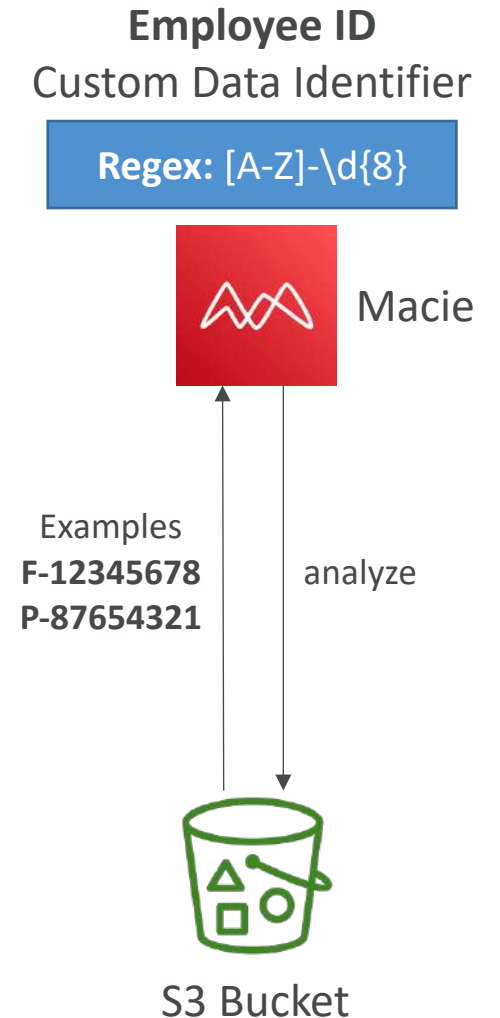 Employee ID
Custom Data Identifier
Regex: [A-Z]-\d{8}
Macie
Examples
F-12345678
P-87654321
analyze
S3 Bucket